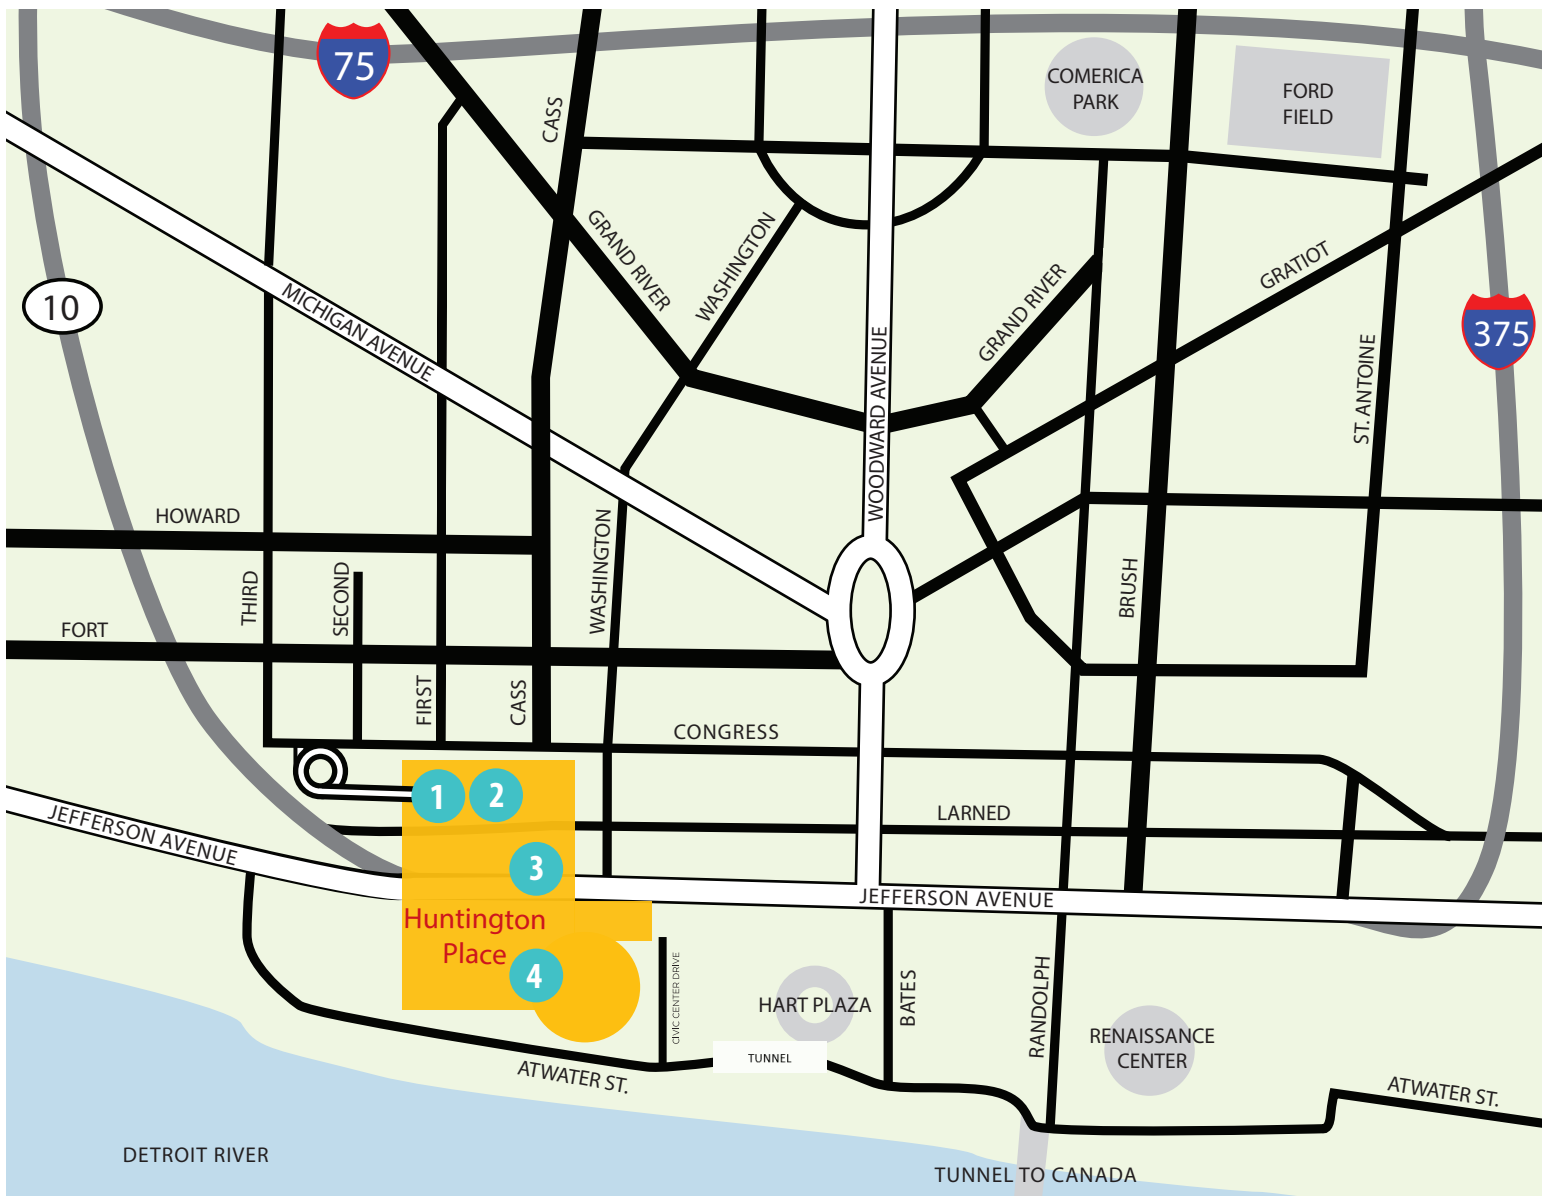 75
COMERICA
PARK
FORD
FIELD
CASS
GRAND RIVER
WASHINGTON
GRAND RIVER
GRATIOT
10
MICHIGAN AVENUE
WOODWARD AVENUE
ST. ANTOINE
375
HOWARD
THIRD
SECOND
WASHINGTON
BRUSH
FORT
FIRST
CASS
CONGRESS
JEFFERSON AVENUE
1
2
LARNED
3
JEFFERSON AVENUE
Huntington
Place
4
CIVIC CENTER DRIVE
HART PLAZA
BATES
RANDOLPH
RENAISSANCE
CENTER
TUNNEL
ATWATER ST.
ATWATER ST.
DETROIT RIVER
TUNNEL TO CANADA